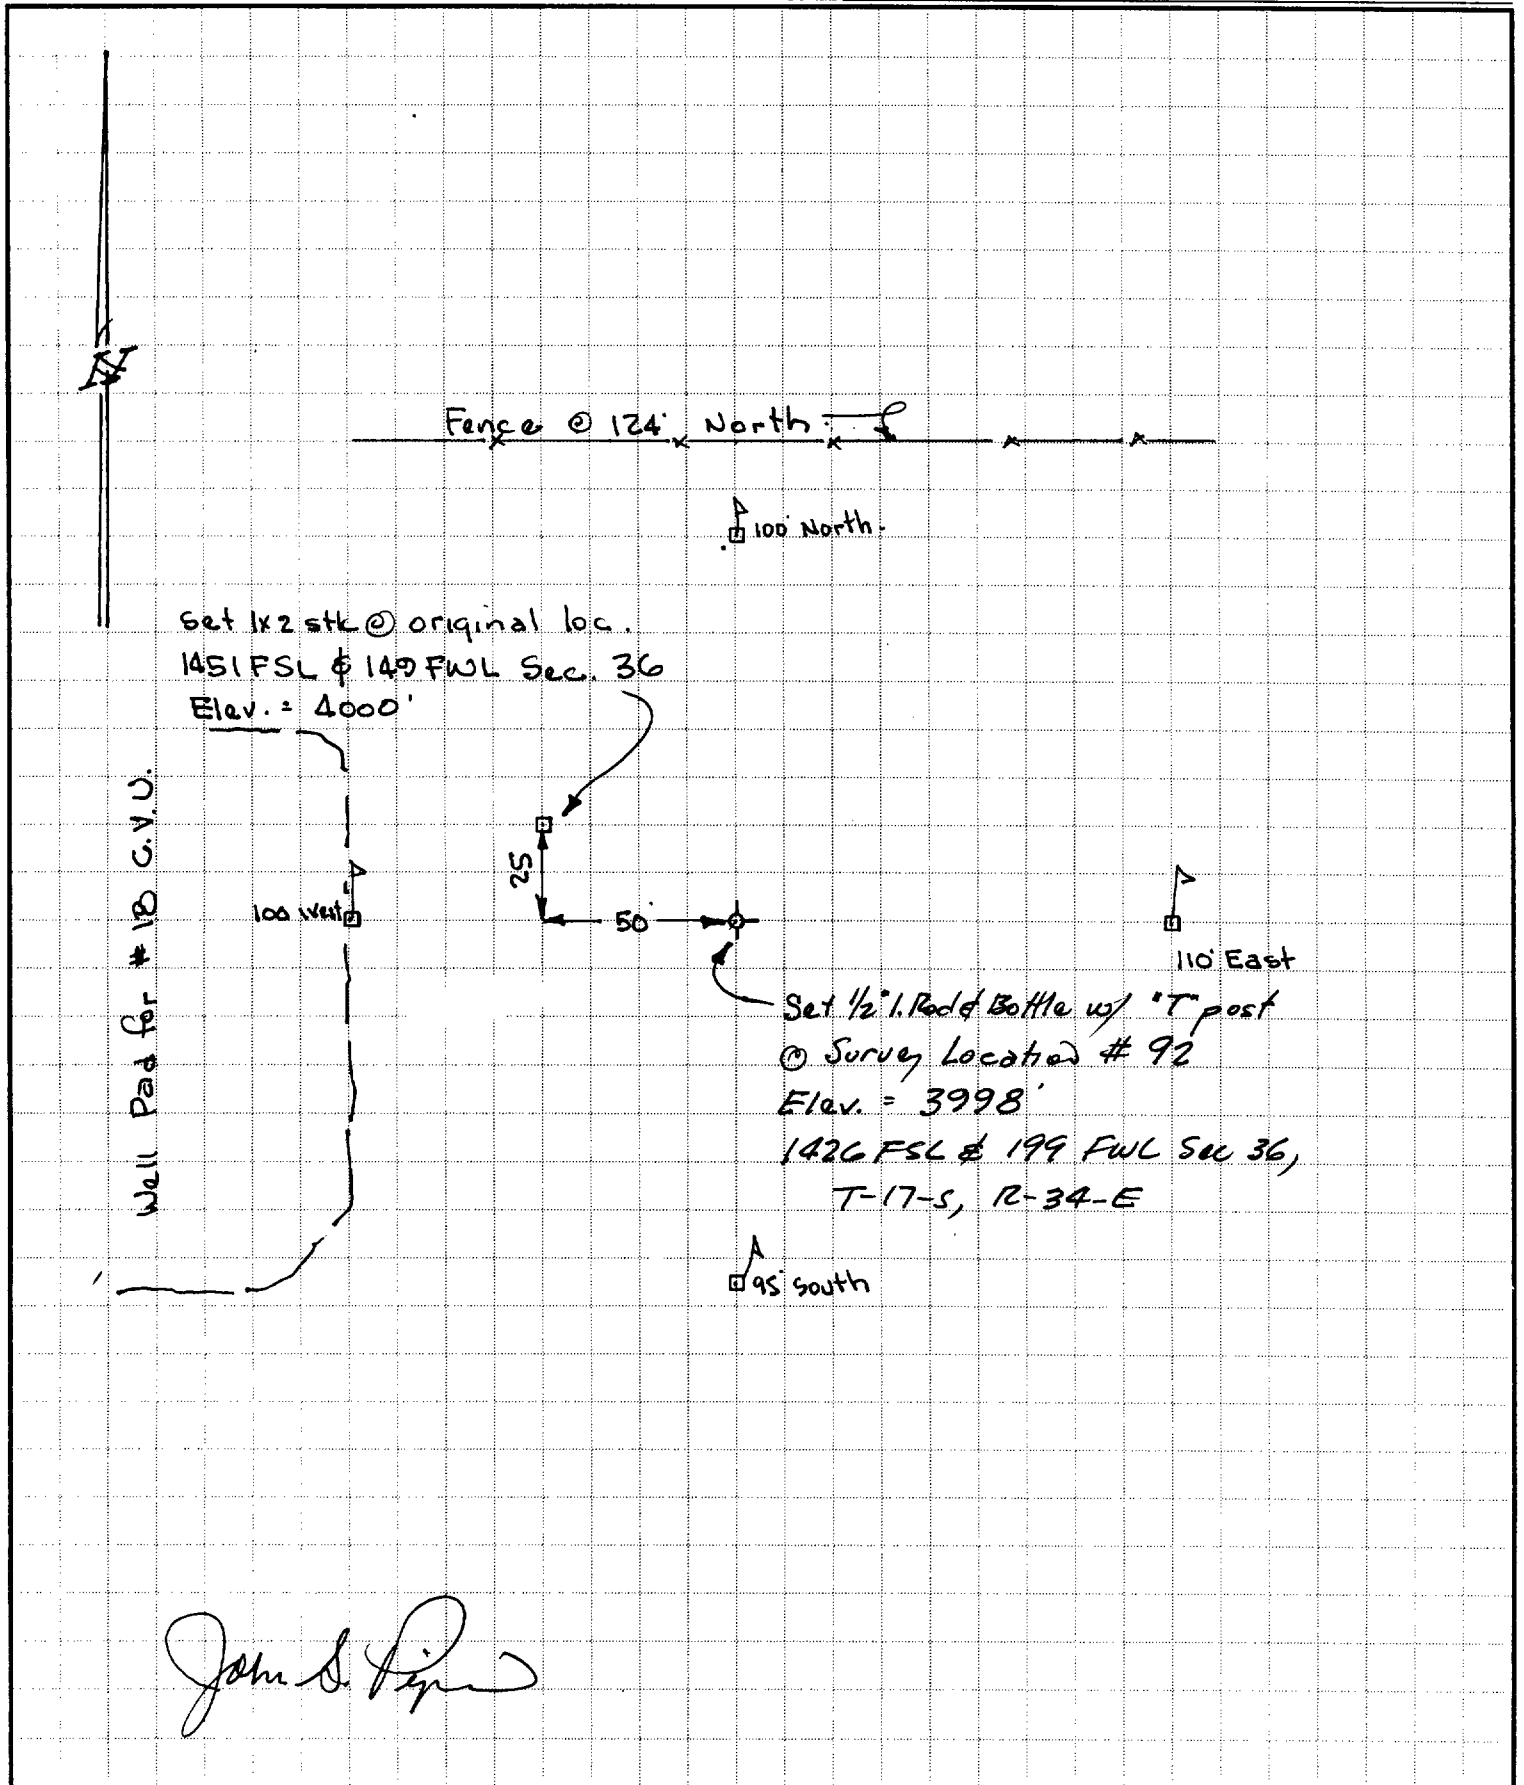 N
Fence @ 124' North.
100' North.
Set 1x2 stk @ original loc.
1451 FSL & 149 FWL Sec. 36
Elev. = 4000'
Well Pad for #18 C.V.U.
25
100 West
50
110' East
Set 1/2" I. Rod & Bottle w/ "T" post
@ Survey Location # 92
Elev. = 3998'
1426 FSL & 199 FWL Sec 36,
T-17-S, R-34-E
95' South
John S. Piper